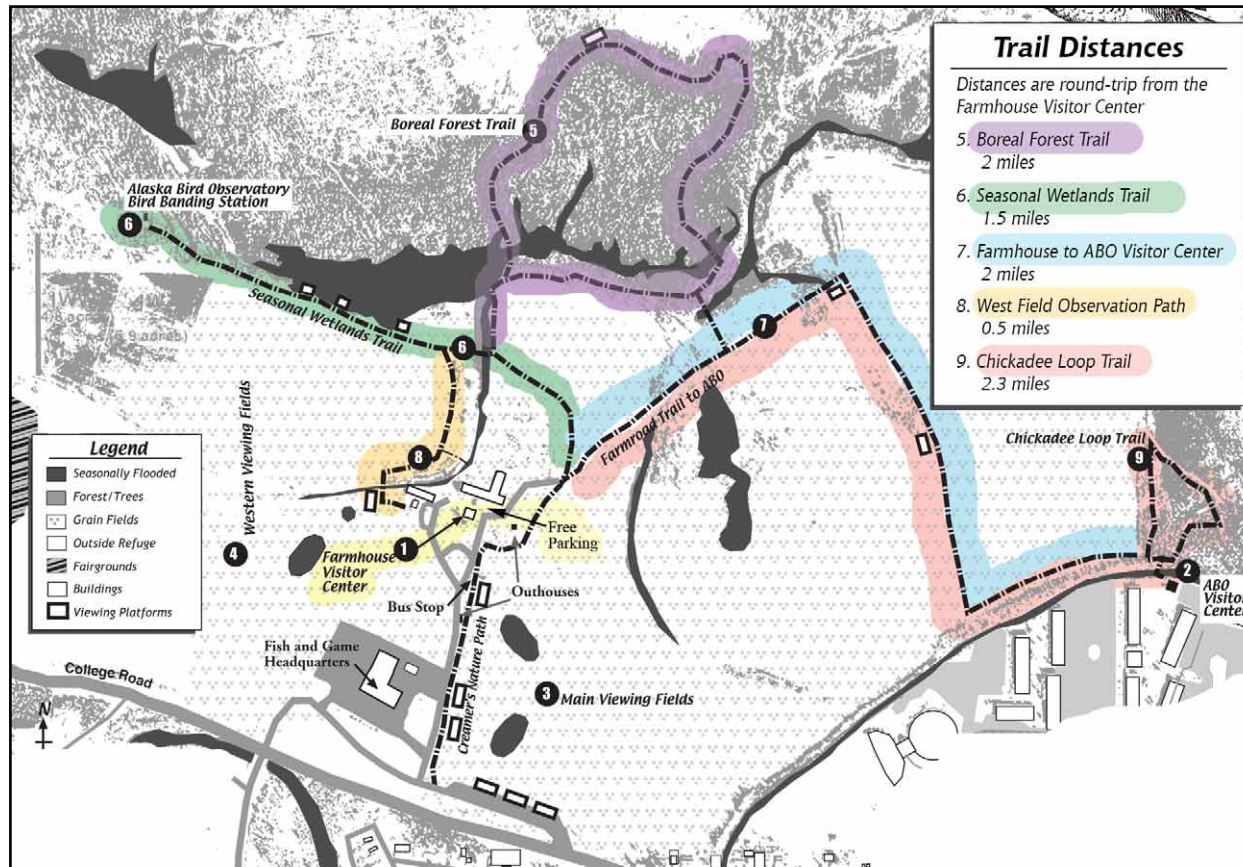 Trail Distances
Distances are round-trip from the
Farmhouse Visitor Center
5. Boreal Forest Trail
2 miles
6. Seasonal Wetlands Trail
1.5 miles
7. Farmhouse to ABO Visitor Center
2 miles
8. West Field Observation Path
0.5 miles
9. Chickadee Loop Trail
2.3 miles
Boreal Forest Trail
5
Alaska Bird Observatory
Bird Banding Station
6
Seasonal Wetlands Trail
6
7
Farmroad Trail to ABO
Western Viewing Fields
4
8
Chickadee Loop Trail
9
Legend
Seasonally Flooded
Forest/Trees
Grain Fields
Outside Refuge
Fairgrounds
Buildings
Viewing Platforms
1
Farmhouse
Visitor
Center
Free
Parking
2
ABO
Visitor
Center
Bus Stop
Outhouses
Fish and Game
Headquarters
Creamer's Nature Path
3
Main Viewing Fields
College Road
N